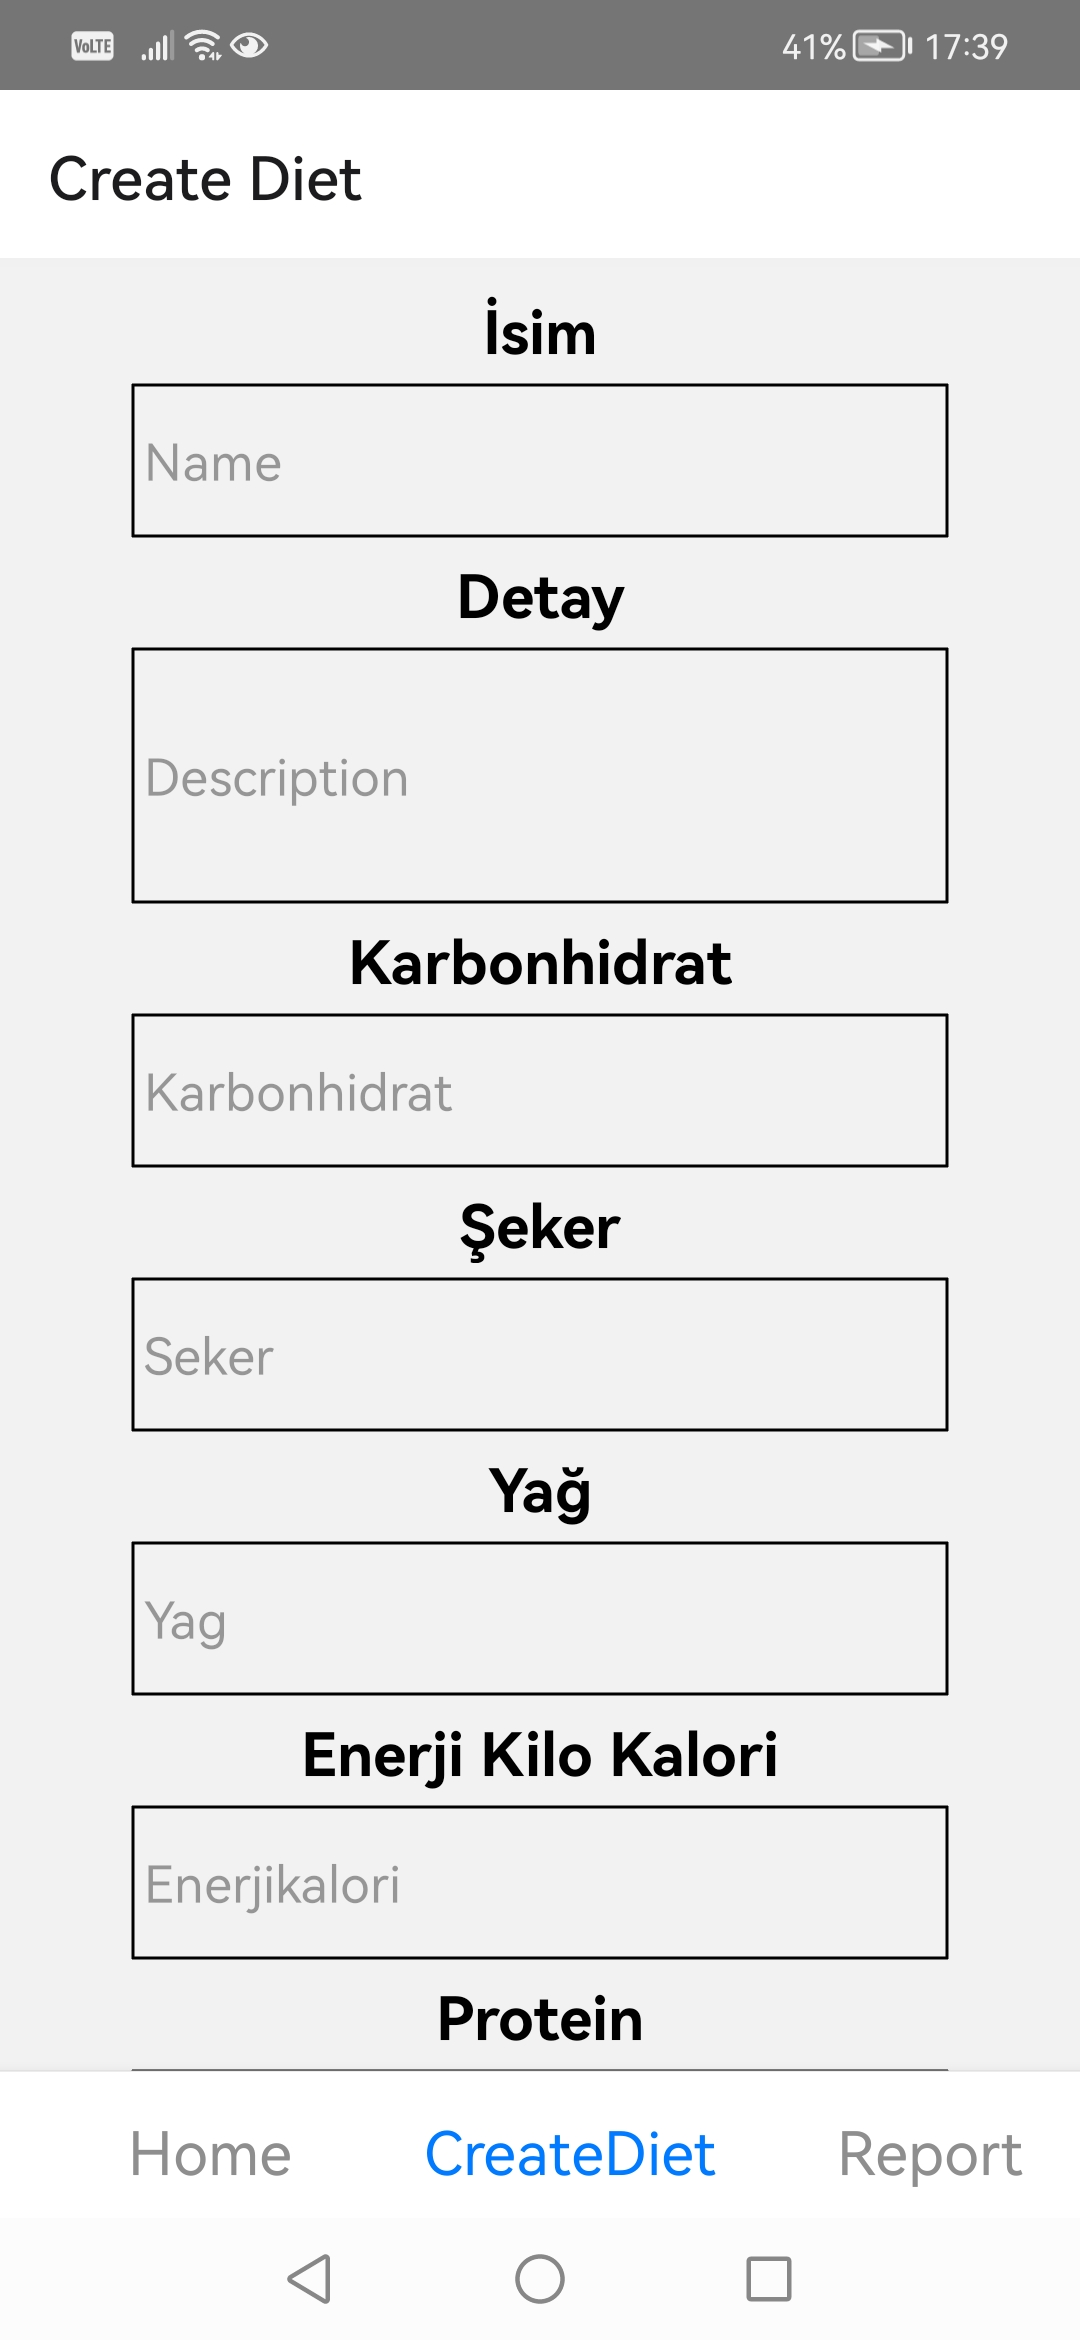 VoLTE 41% 17:39
Create Diet
İsim
Name
Detay
Description
Karbonhidrat
Karbonhidrat
Şeker
Seker
Yağ
Yag
Enerji Kilo Kalori
Enerjikalori
Protein
Home CreateDiet Report